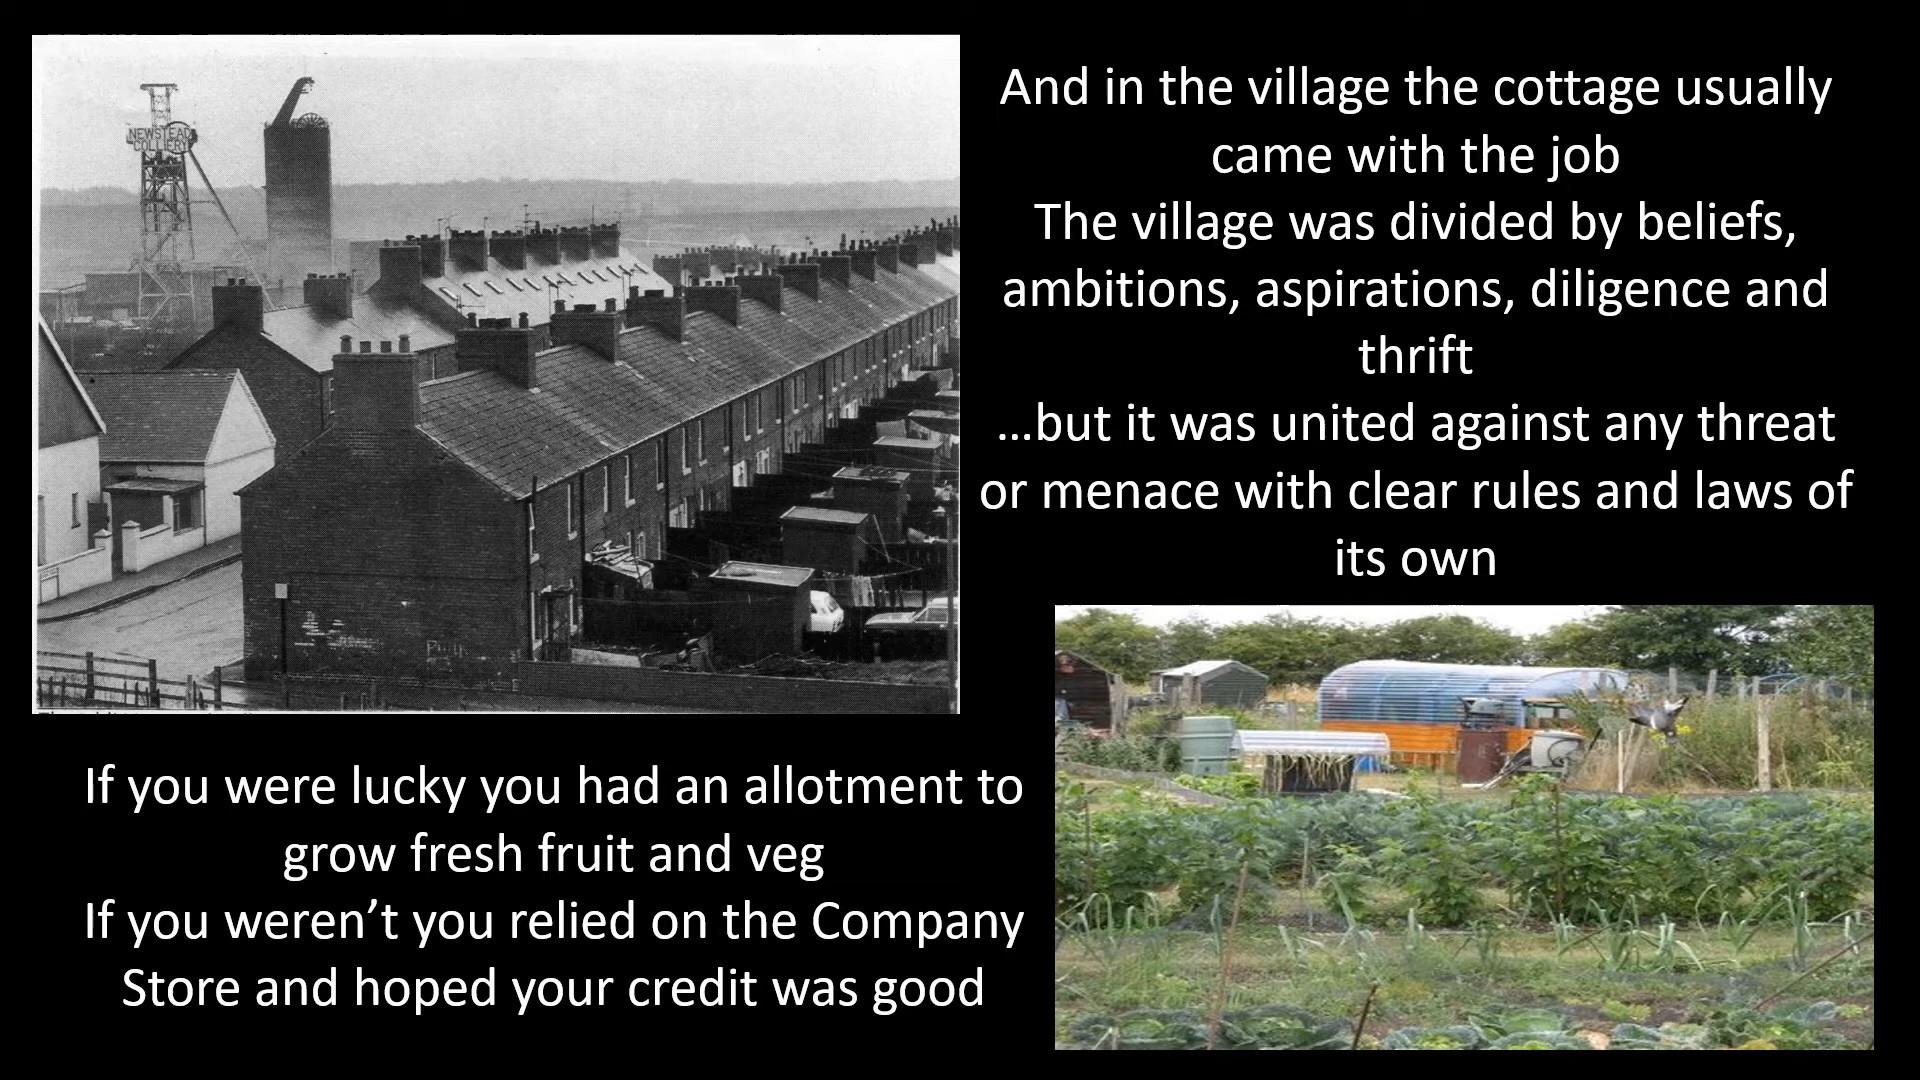 NEWSTEAD
COLLIERY
And in the village the cottage usually
came with the job
The village was divided by beliefs,
ambitions, aspirations, diligence and
thrift
...but it was united against any threat
or menace with clear rules and laws of
its own
If you were lucky you had an allotment to
grow fresh fruit and veg
If you weren’t you relied on the Company
Store and hoped your credit was good